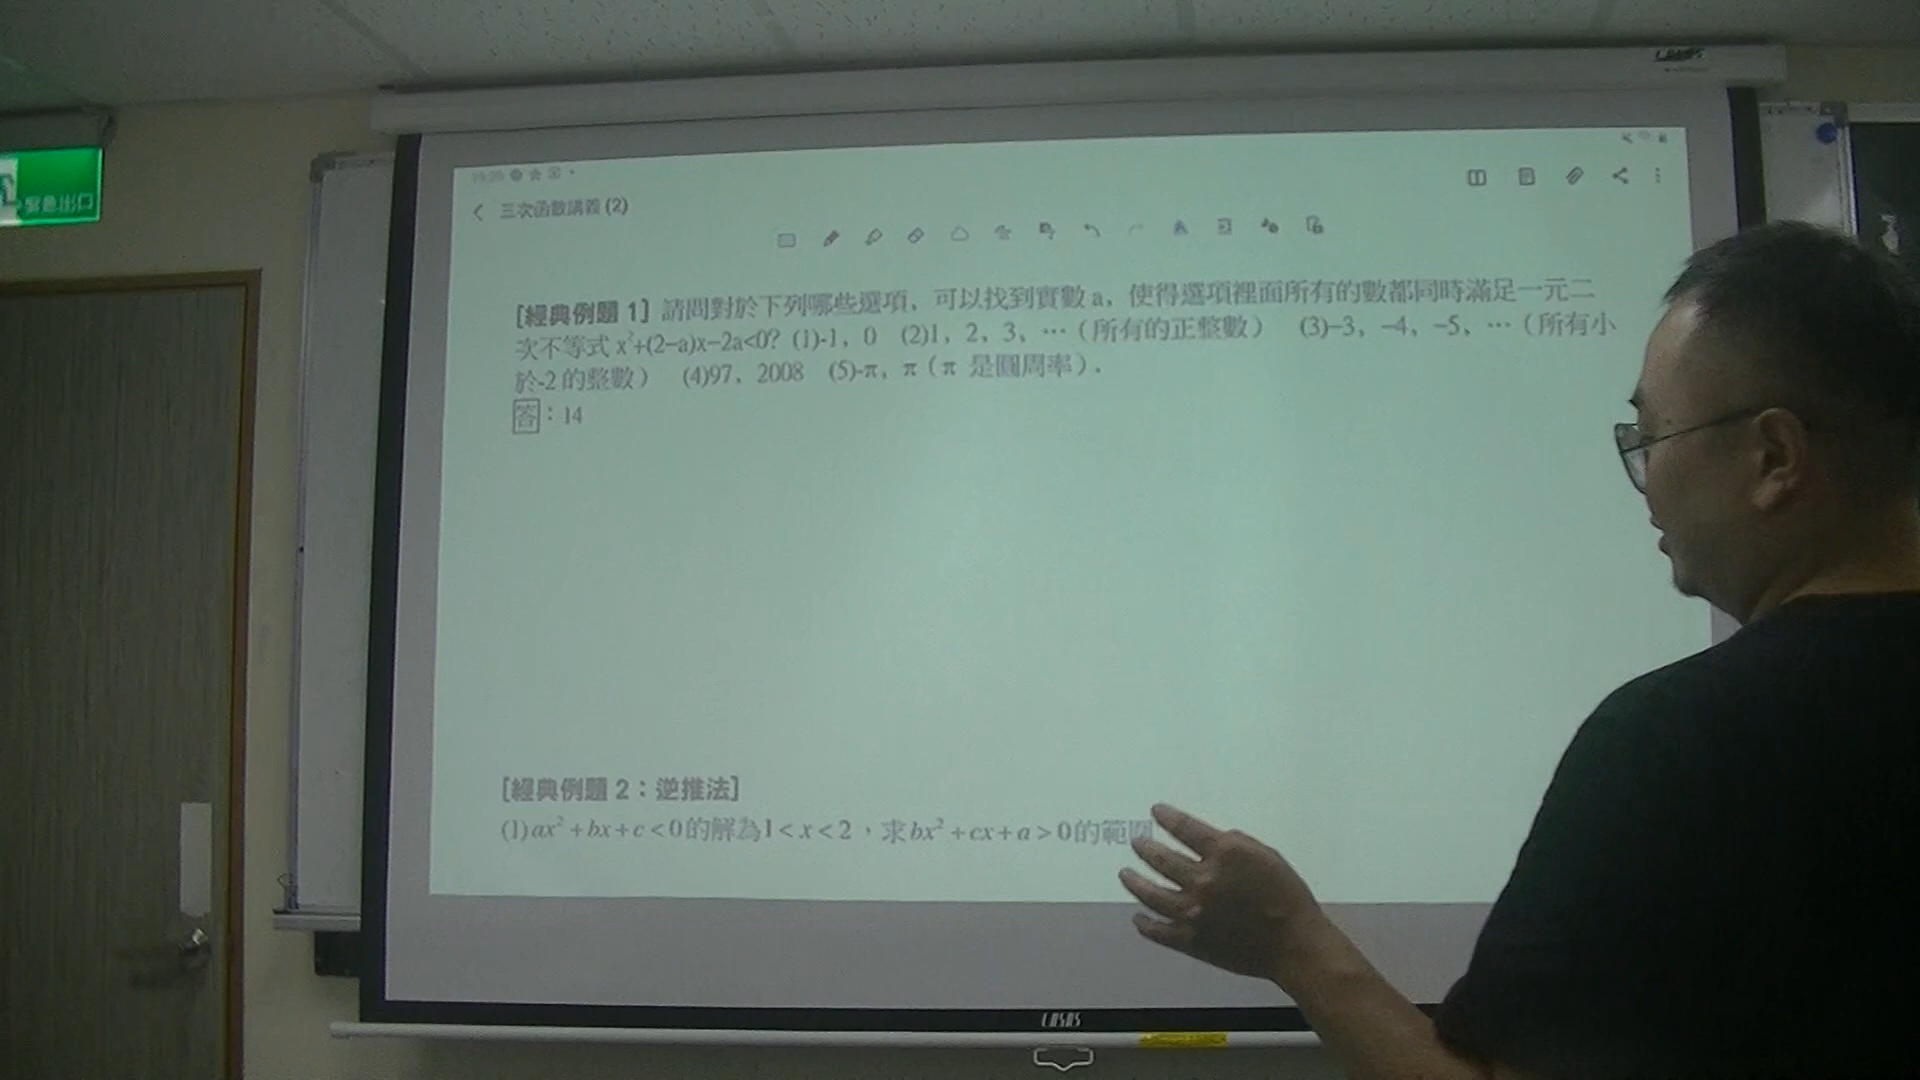 緊急出口
三次函數講義 (2)
[經典例題 1] 請問對於下列哪些選項，可以找到實數 a，使得選項裡面所有的數都同時滿足一元二
次不等式 x²+(2−a)x−2a<0？ (1)-1，0 (2)1，2，3，…（所有的正整數） (3)−3，−4，−5，…（所有小
於-2 的整數） (4)97，2008 (5)-π，π（π 是圓周率）．
答：14
[經典例題 2：逆推法]
(1) ax² + bx + c < 0 的解為 1 < x < 2，求 bx² + cx + a > 0 的範圍